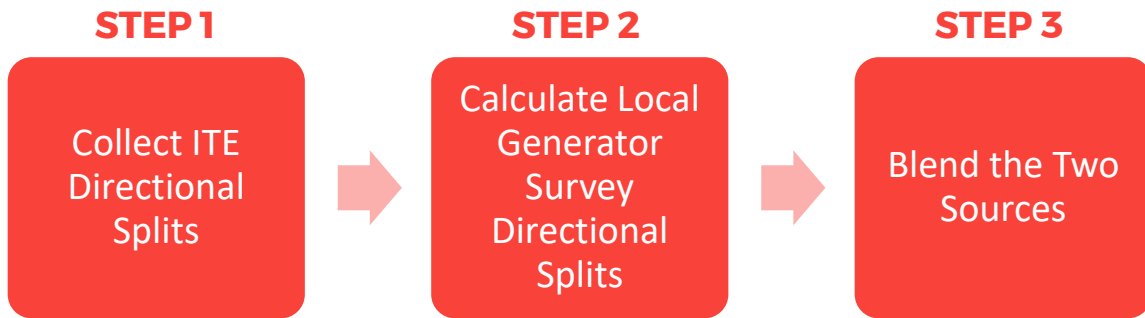 STEP 1
Collect ITE
Directional
Splits
STEP 2
Calculate Local
Generator
Survey
Directional
Splits
STEP 3
Blend the Two
Sources